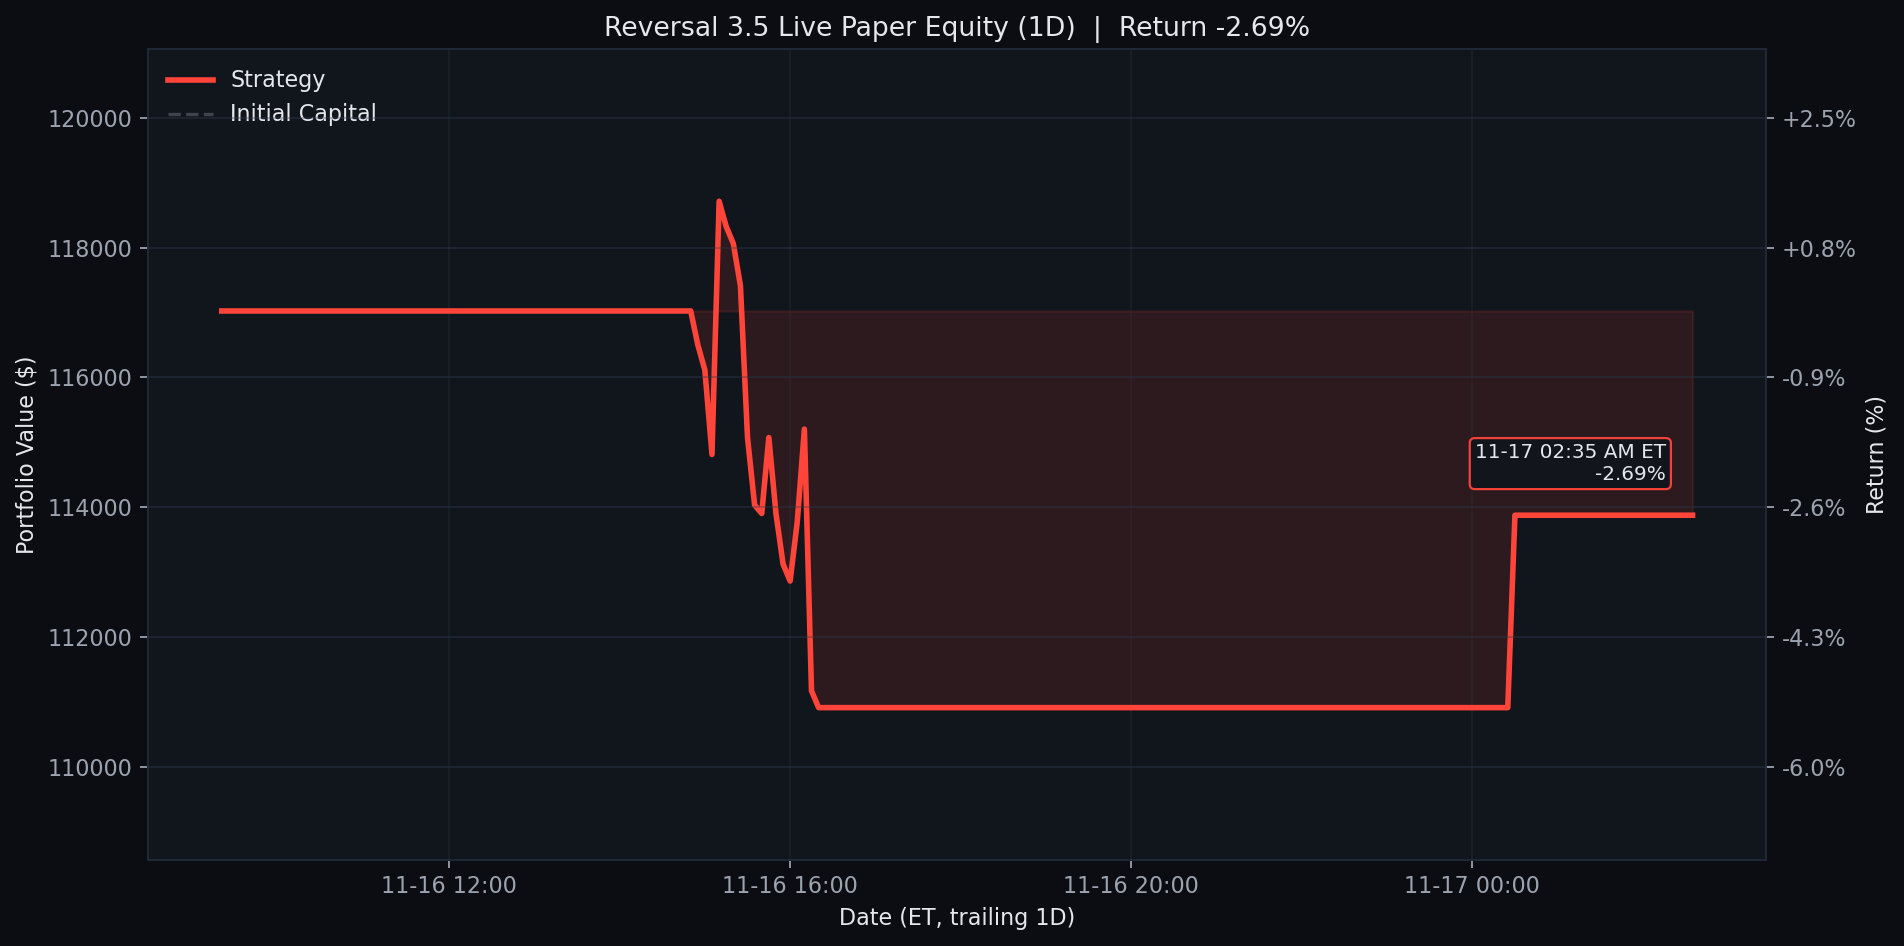 Reversal 3.5 Live Paper Equity (1D)  |  Return -2.69%
Strategy
Initial Capital
Portfolio Value ($)
120000
118000
116000
114000
112000
110000
+2.5%
+0.8%
-0.9%
-2.6%
-4.3%
-6.0%
Return (%)
11-17 02:35 AM ET
-2.69%
11-16 12:00
11-16 16:00
11-16 20:00
11-17 00:00
Date (ET, trailing 1D)